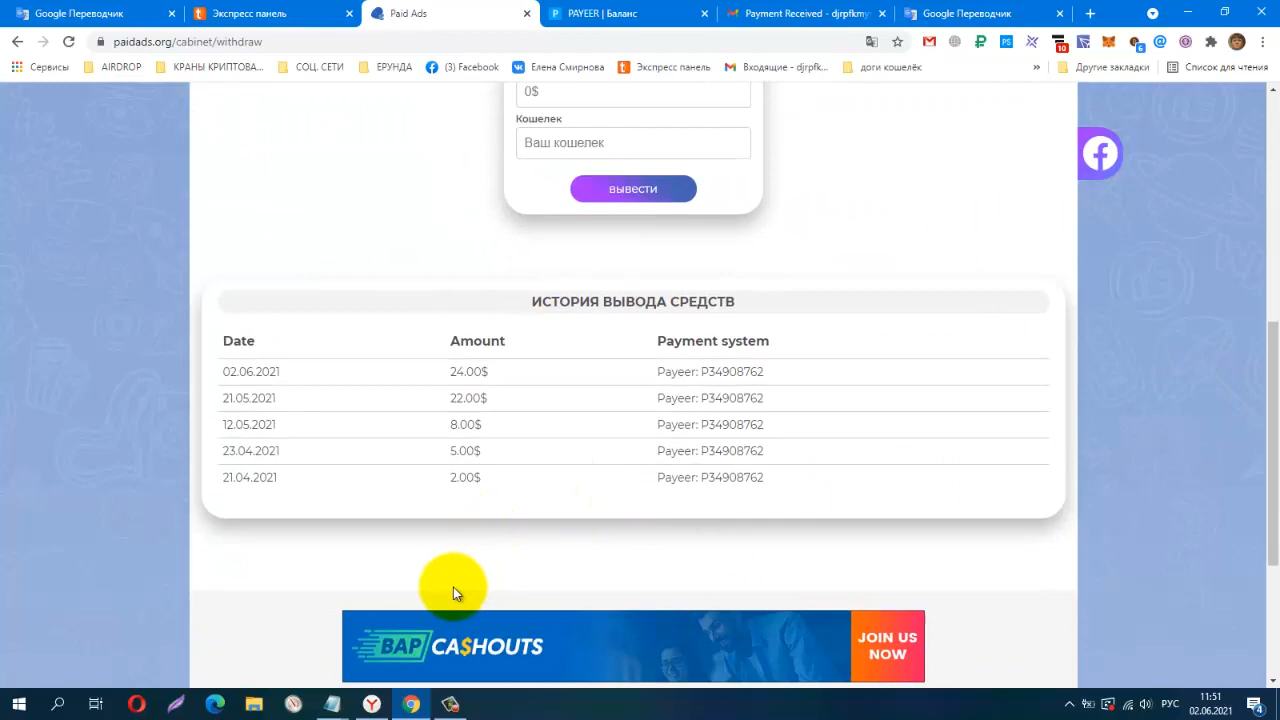 Google Переводчик
Экспресс панель
Paid Ads
PAYEER | Баланс
Payment Received - djrpfkmy
Google Переводчик
paidads.org/cabinet/withdraw
10
6
Сервисы
AIRDROP
КРАНЫ КРИПТОВА...
СОЦ. СЕТИ
ЕРУНДА
(3) Facebook
Елена Смирнова
Экспресс панель
Входящие - djrpfk...
доги кошелёк
»
Другие закладки
Список для чтения
0$
Кошелек
Ваш кошелек
вывести
ИСТОРИЯ ВЫВОДА СРЕДСТВ
Date Amount Payment system
02.06.2021 24.00$ Payeer: P34908762
21.05.2021 22.00$ Payeer: P34908762
12.05.2021 8.00$ Payeer: P34908762
23.04.2021 5.00$ Payeer: P34908762
21.04.2021 2.00$ Payeer: P34908762
BAP CA$HOUTS
JOIN US
NOW
РУС
11:51
02.06.2021
4